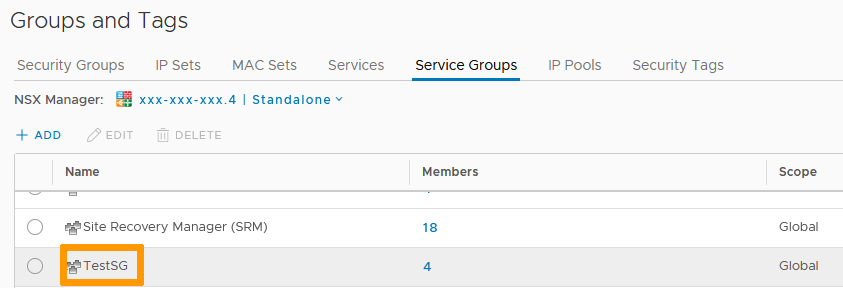 Groups and Tags
Security Groups IP Sets MAC Sets Services Service Groups IP Pools Security Tags
NSX Manager: xxx-xxx-xxx.4 | Standalone
+ ADD EDIT DELETE
Name Members Scope
Site Recovery Manager (SRM) 18 Global
TestSG 4 Global